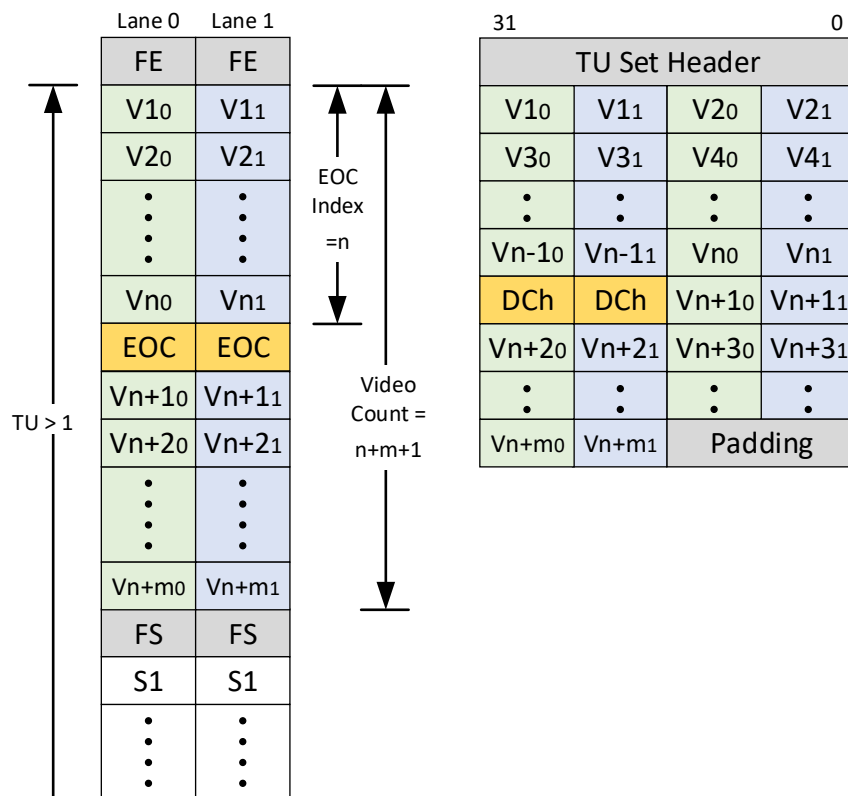 Lane 0 Lane 1
FE FE
V10 V11
V20 V21
Vn0 Vn1
EOC EOC
Vn+10 Vn+11
Vn+20 Vn+21
Vn+m0 Vn+m1
FS FS
S1 S1
TU > 1
EOC
Index
=n
Video
Count =
n+m+1
31 0
TU Set Header
V10 V11 V20 V21
V30 V31 V40 V41
Vn-10 Vn-11 Vn0 Vn1
DCh DCh Vn+10 Vn+11
Vn+20 Vn+21 Vn+30 Vn+31
Vn+m0 Vn+m1 Padding